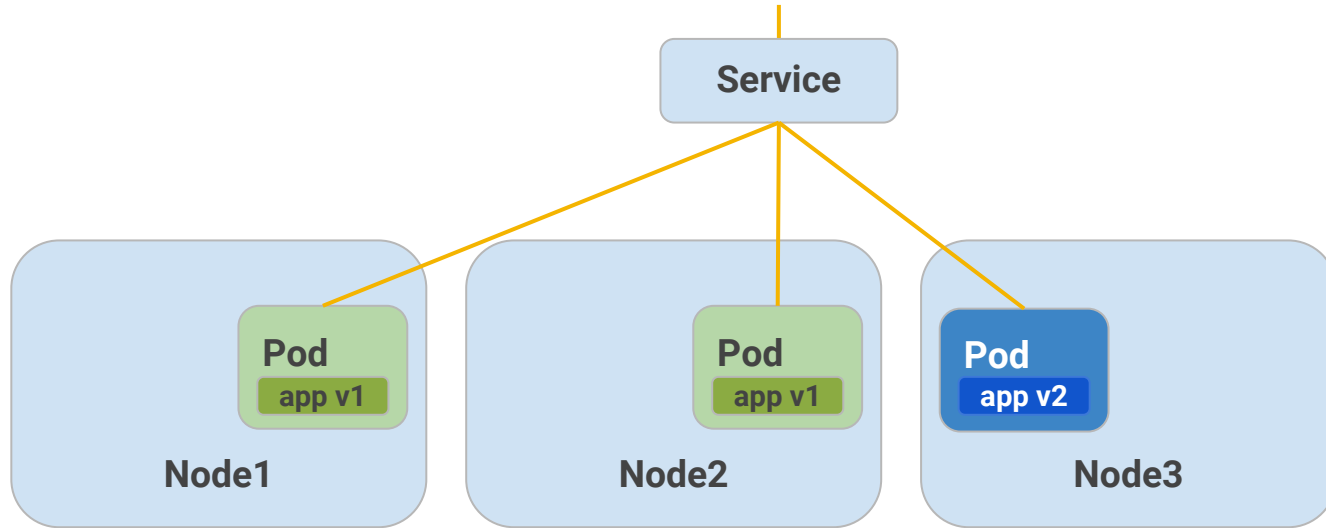 Service
Pod
app v1
Node1
Pod
app v1
Node2
Pod
app v2
Node3